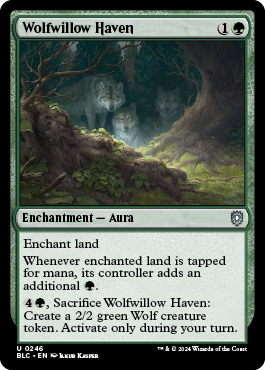 Wolfwillow Haven 1
Enchantment — Aura
Enchant land
Whenever enchanted land is tapped
for mana, its controller adds an
additional .
4, Sacrifice Wolfwillow Haven:
Create a 2/2 green Wolf creature
token. Activate only during your turn.
U 0246
BLC • EN Jakub Kasper
™ & © 2024 Wizards of the Coast